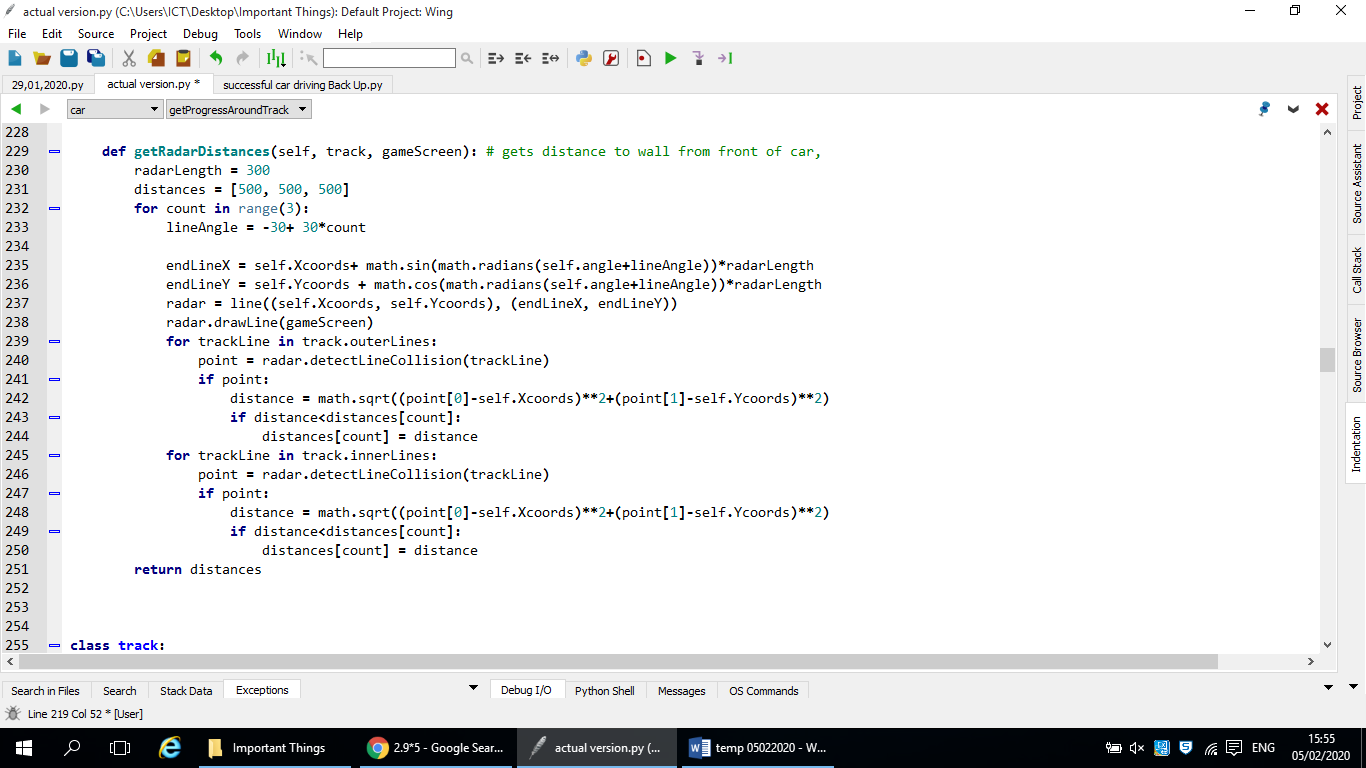 actual version.py (C:\Users\ICT\Desktop\Important Things): Default Project: Wing
File Edit Source Project Debug Tools Window Help
29,01,2020.py actual version.py * successful car driving Back Up.py
car getProgressAroundTrack
228
229 def getRadarDistances(self, track, gameScreen): # gets distance to wall from front of car,
230 radarLength = 300
231 distances = [500, 500, 500]
232 for count in range(3):
233 lineAngle = -30+ 30*count
234
235 endLineX = self.Xcoords+ math.sin(math.radians(self.angle+lineAngle))*radarLength
236 endLineY = self.Ycoords + math.cos(math.radians(self.angle+lineAngle))*radarLength
237 radar = line((self.Xcoords, self.Ycoords), (endLineX, endLineY))
238 radar.drawLine(gameScreen)
239 for trackLine in track.outerLines:
240 point = radar.detectLineCollision(trackLine)
241 if point:
242 distance = math.sqrt((point[0]-self.Xcoords)**2+(point[1]-self.Ycoords)**2)
243 if distance<distances[count]:
244 distances[count] = distance
245 for trackLine in track.innerLines:
246 point = radar.detectLineCollision(trackLine)
247 if point:
248 distance = math.sqrt((point[0]-self.Xcoords)**2+(point[1]-self.Ycoords)**2)
249 if distance<distances[count]:
250 distances[count] = distance
251 return distances
252
253
254
255 class track:
Project
Source Assistant
Call Stack
Source Browser
Indentation
Search in Files Search Stack Data Exceptions Debug I/O Python Shell Messages OS Commands
Line 219 Col 52 * [User]
Important Things 2.9*5 - Google Sear... actual version.py (... temp 05022020 - W... ENG 15:55
05/02/2020